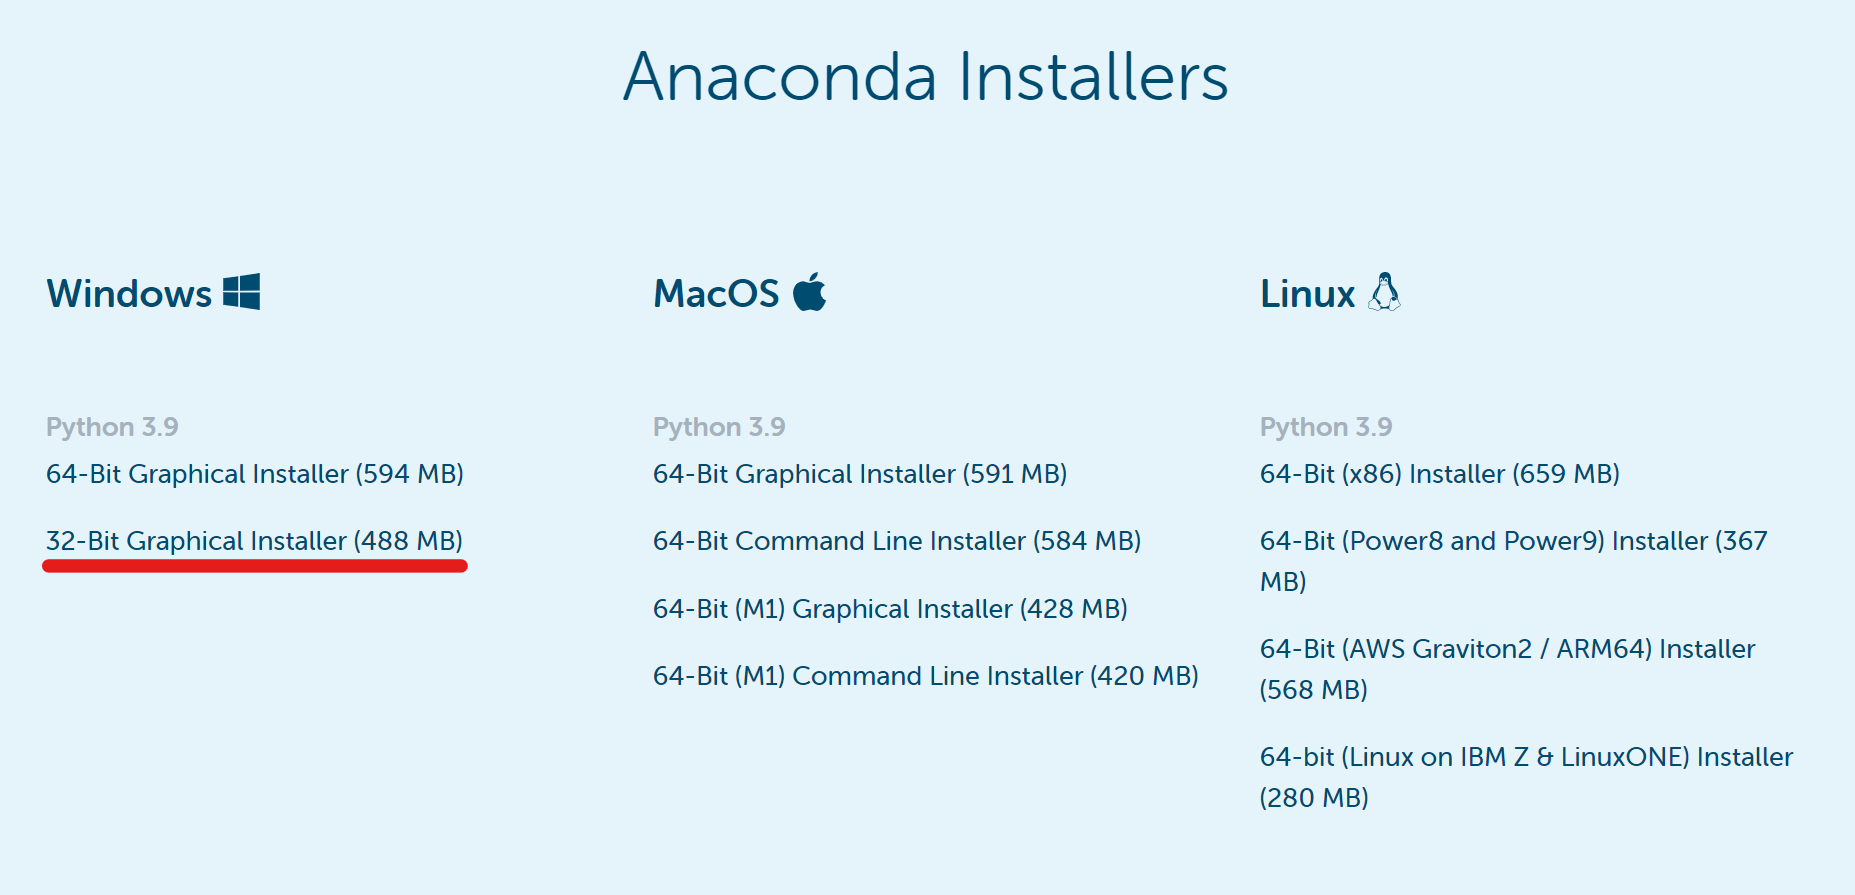 Anaconda Installers
Windows
Python 3.9
64-Bit Graphical Installer (594 MB)
32-Bit Graphical Installer (488 MB)
MacOS
Python 3.9
64-Bit Graphical Installer (591 MB)
64-Bit Command Line Installer (584 MB)
64-Bit (M1) Graphical Installer (428 MB)
64-Bit (M1) Command Line Installer (420 MB)
Linux
Python 3.9
64-Bit (x86) Installer (659 MB)
64-Bit (Power8 and Power9) Installer (367
MB)
64-Bit (AWS Graviton2 / ARM64) Installer
(568 MB)
64-bit (Linux on IBM Z & LinuxONE) Installer
(280 MB)